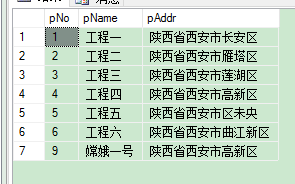 消息
pNo pName pAddr
1 1 工程一 陕西省西安市长安区
2 2 工程二 陕西省西安市雁塔区
3 3 工程三 陕西省西安市莲湖区
4 4 工程四 陕西省西安市高新区
5 5 工程五 陕西省西安市区未央
6 6 工程六 陕西省西安市曲江新区
7 9 嫦娥一号 陕西省西安市高新区